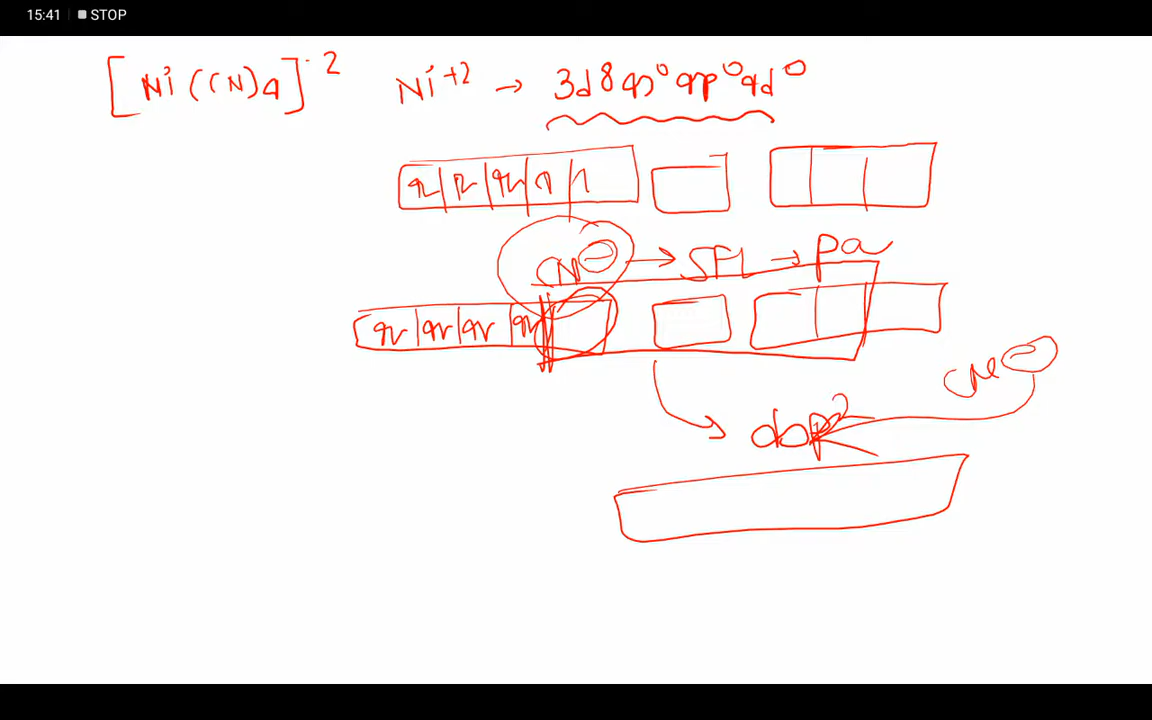 15:41 STOP
[Ni(CN)4]-2 Ni+2 → 3d8 4s0 4p0 4d0
CN- → SFL → Pa
CN-
dsp2